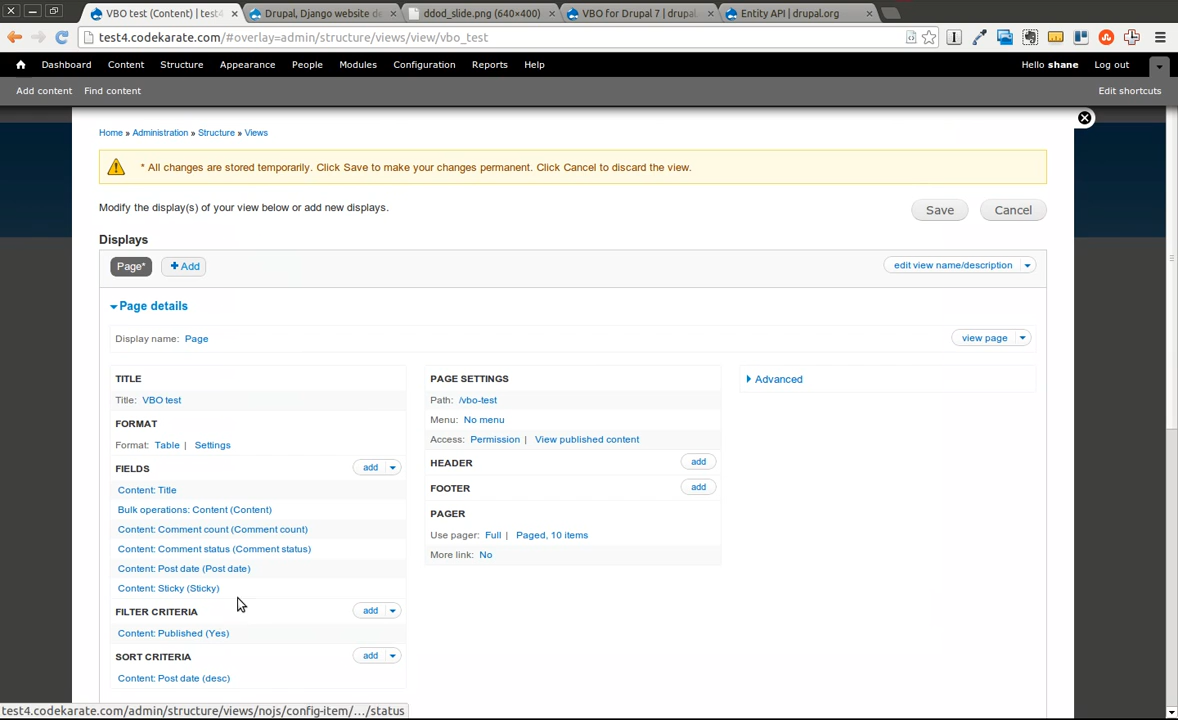 VBO test (Content) | test4
Drupal, Django website de
ddod_slide.png (640×400)
VBO for Drupal 7 | drupal
Entity API | drupal.org
test4.codekarate.com/#overlay=admin/structure/views/view/vbo_test
Dashboard Content Structure Appearance People Modules Configuration Reports Help Hello shane Log out
Add content Find content Edit shortcuts
Home » Administration » Structure » Views
* All changes are stored temporarily. Click Save to make your changes permanent. Click Cancel to discard the view.
Modify the display(s) of your view below or add new displays.
Save Cancel
Displays
Page* Add edit view name/description
Page details
Display name: Page view page
TITLE
Title: VBO test
FORMAT
Format: Table | Settings
FIELDS add
Content: Title
Bulk operations: Content (Content)
Content: Comment count (Comment count)
Content: Comment status (Comment status)
Content: Post date (Post date)
Content: Sticky (Sticky)
FILTER CRITERIA add
Content: Published (Yes)
SORT CRITERIA add
Content: Post date (desc)
PAGE SETTINGS
Path: /vbo-test
Menu: No menu
Access: Permission | View published content
HEADER add
FOOTER add
PAGER
Use pager: Full | Paged, 10 items
More link: No
Advanced
test4.codekarate.com/admin/structure/views/nojs/config-item/.../status